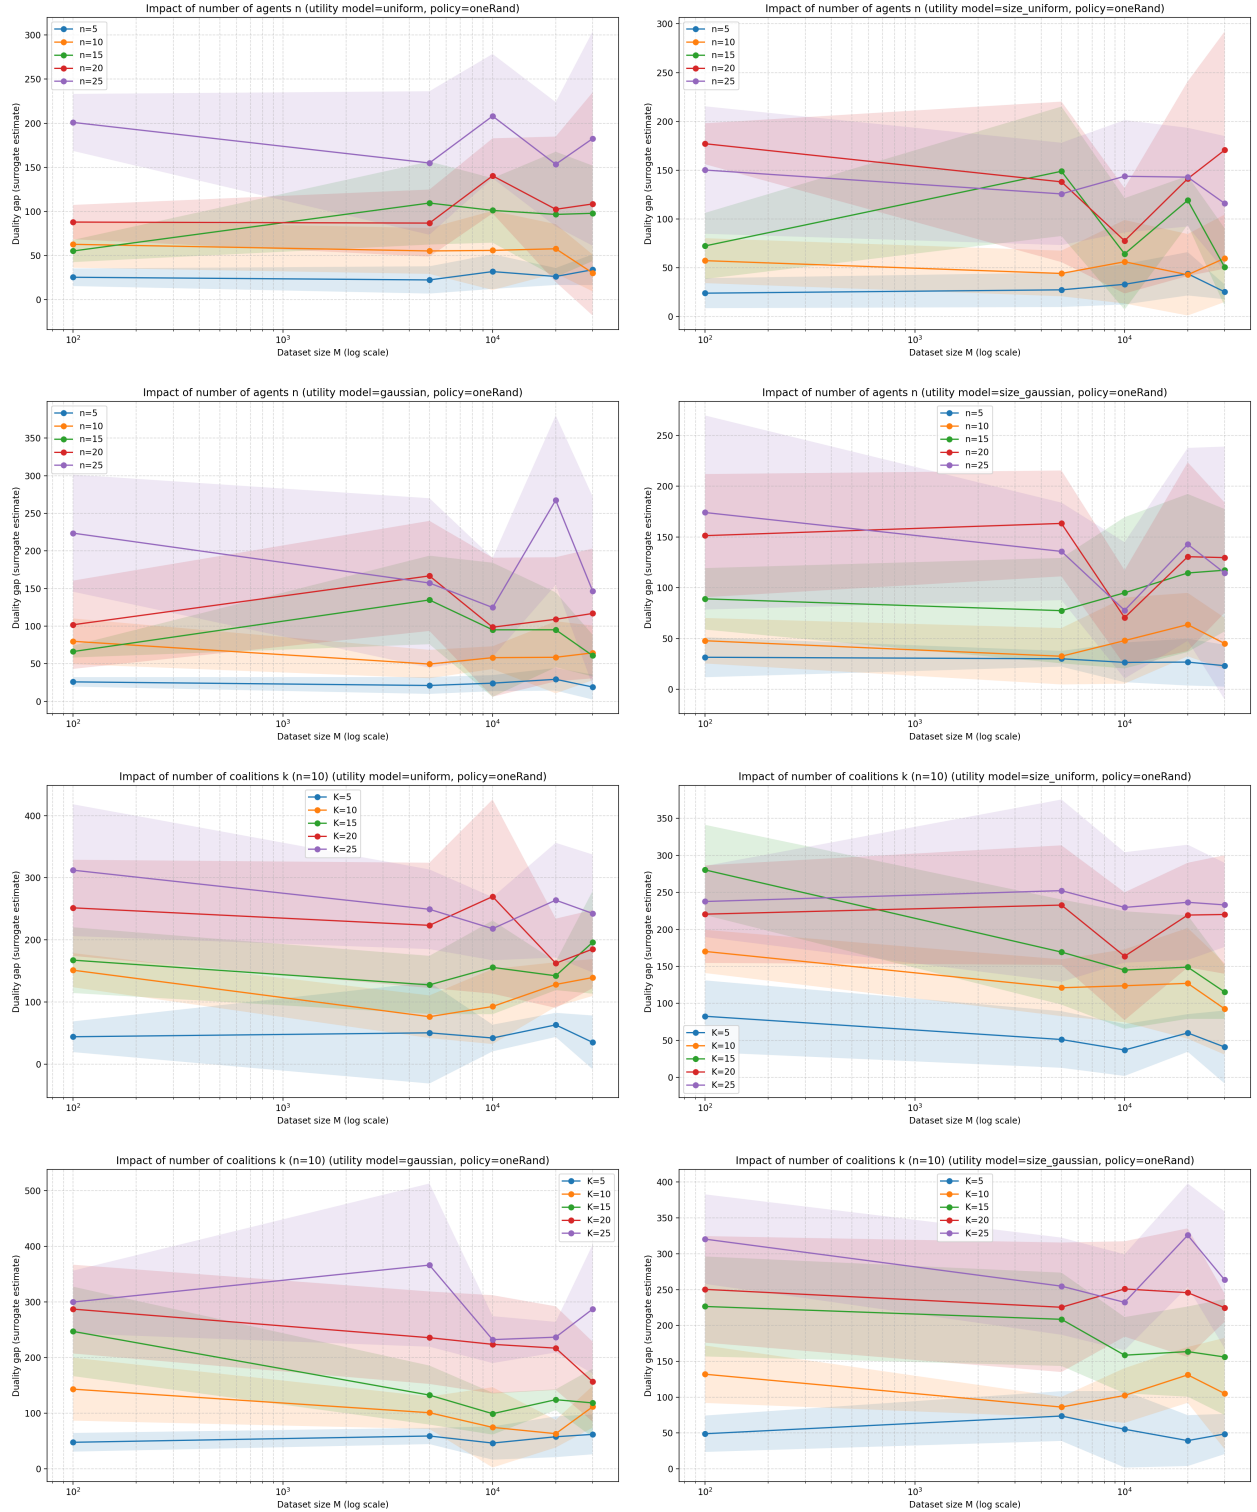 Impact of number of agents n (utility model=uniform, policy=oneRand)
Duality gap (surrogate estimate)
300
250
200
150
100
50
0
n=5
n=10
n=15
n=20
n=25
10²
10³
10⁴
Dataset size M (log scale)
Impact of number of agents n (utility model=size_uniform, policy=oneRand)
Duality gap (surrogate estimate)
300
250
200
150
100
50
0
n=5
n=10
n=15
n=20
n=25
10²
10³
10⁴
Dataset size M (log scale)
Impact of number of agents n (utility model=gaussian, policy=oneRand)
Duality gap (surrogate estimate)
350
300
250
200
150
100
50
0
n=5
n=10
n=15
n=20
n=25
10²
10³
10⁴
Dataset size M (log scale)
Impact of number of agents n (utility model=size_gaussian, policy=oneRand)
Duality gap (surrogate estimate)
250
200
150
100
50
0
n=5
n=10
n=15
n=20
n=25
10²
10³
10⁴
Dataset size M (log scale)
Impact of number of coalitions k (n=10) (utility model=uniform, policy=oneRand)
Duality gap (surrogate estimate)
400
300
200
100
0
K=5
K=10
K=15
K=20
K=25
10²
10³
10⁴
Dataset size M (log scale)
Impact of number of coalitions k (n=10) (utility model=size_uniform, policy=oneRand)
Duality gap (surrogate estimate)
350
300
250
200
150
100
50
0
K=5
K=10
K=15
K=20
K=25
10²
10³
10⁴
Dataset size M (log scale)
Impact of number of coalitions k (n=10) (utility model=gaussian, policy=oneRand)
Duality gap (surrogate estimate)
500
400
300
200
100
0
K=5
K=10
K=15
K=20
K=25
10²
10³
10⁴
Dataset size M (log scale)
Impact of number of coalitions k (n=10) (utility model=size_gaussian, policy=oneRand)
Duality gap (surrogate estimate)
400
350
300
250
200
150
100
50
0
K=5
K=10
K=15
K=20
K=25
10²
10³
10⁴
Dataset size M (log scale)